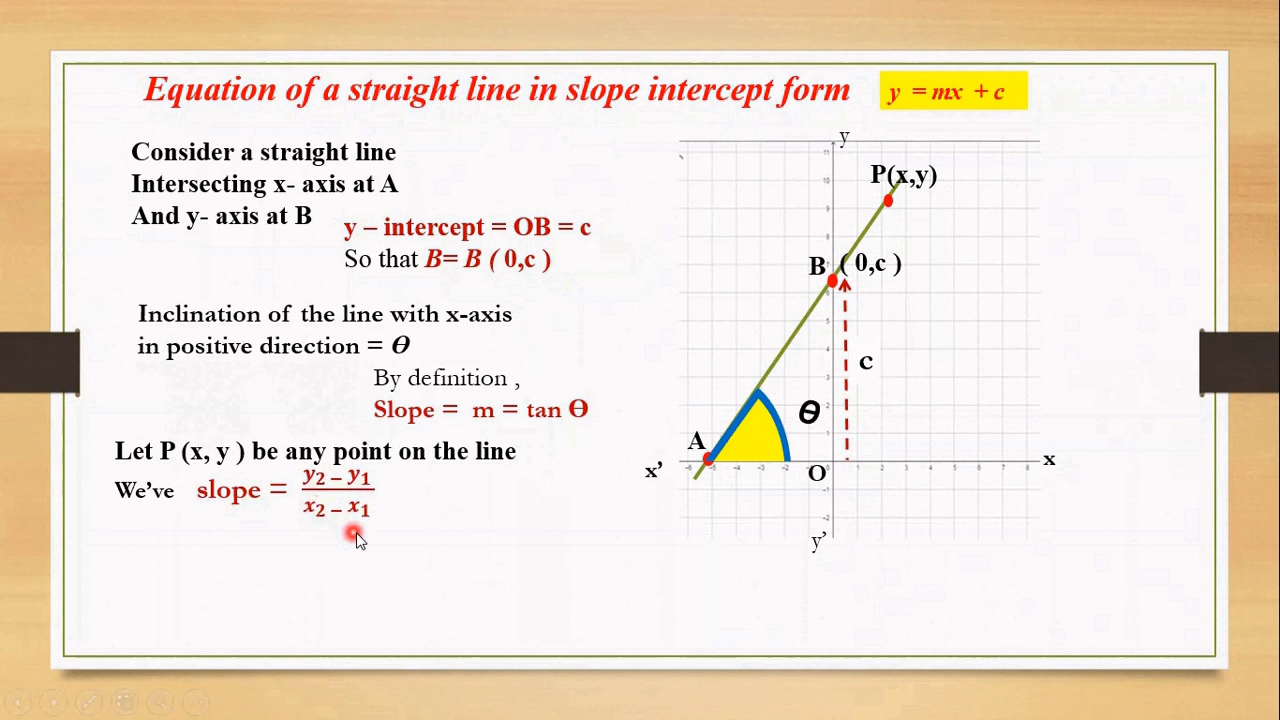 Equation of a straight line in slope intercept form
y = mx + c
Consider a straight line
Intersecting x- axis at A
And y- axis at B
y – intercept = OB = c
So that B= B ( 0,c )
Inclination of the line with x-axis
in positive direction = ϴ
By definition ,
Slope = m = tan ϴ
Let P (x, y ) be any point on the line
We've slope = y₂ – y₁ / x₂ – x₁
y
P(x,y)
B ( 0,c )
c
ϴ
A
x'
O
x
y'